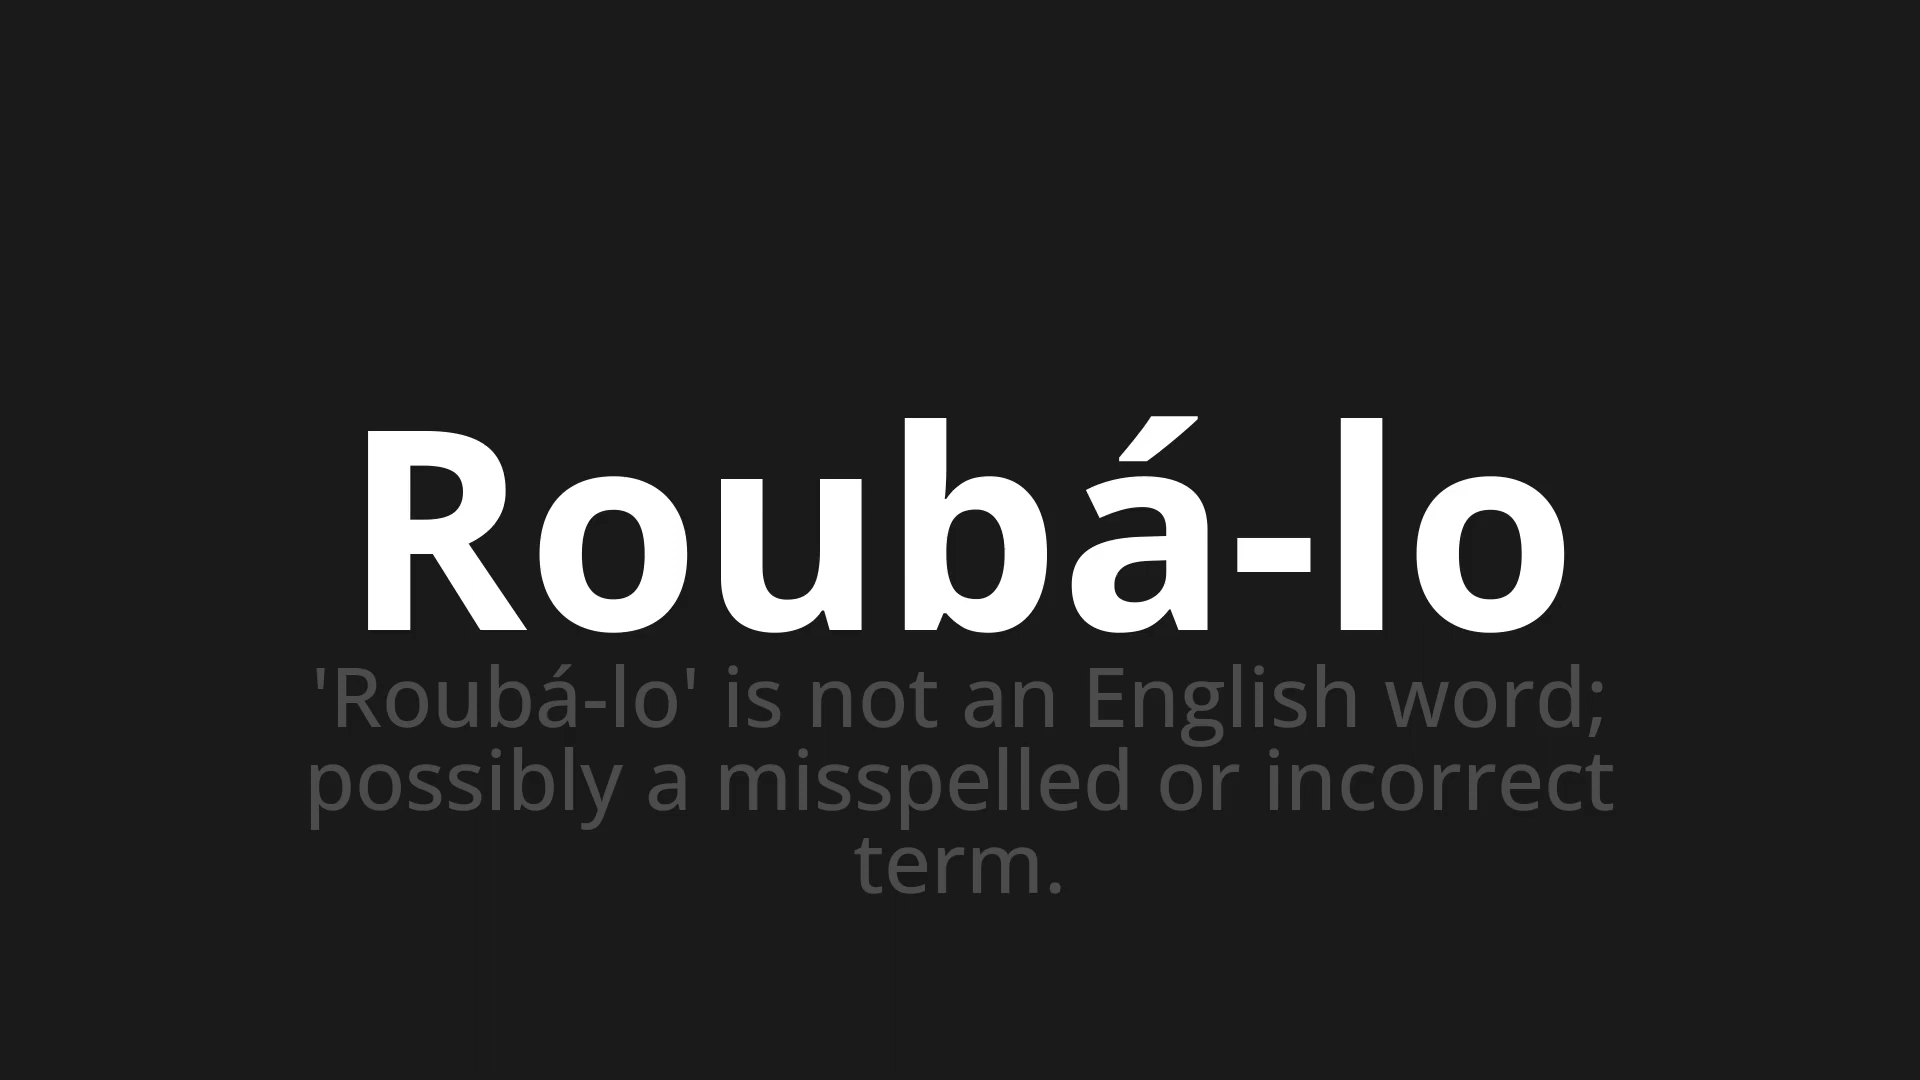 Roubá-lo
'Roubá-lo' is not an English word;
possibly a misspelled or incorrect
term.